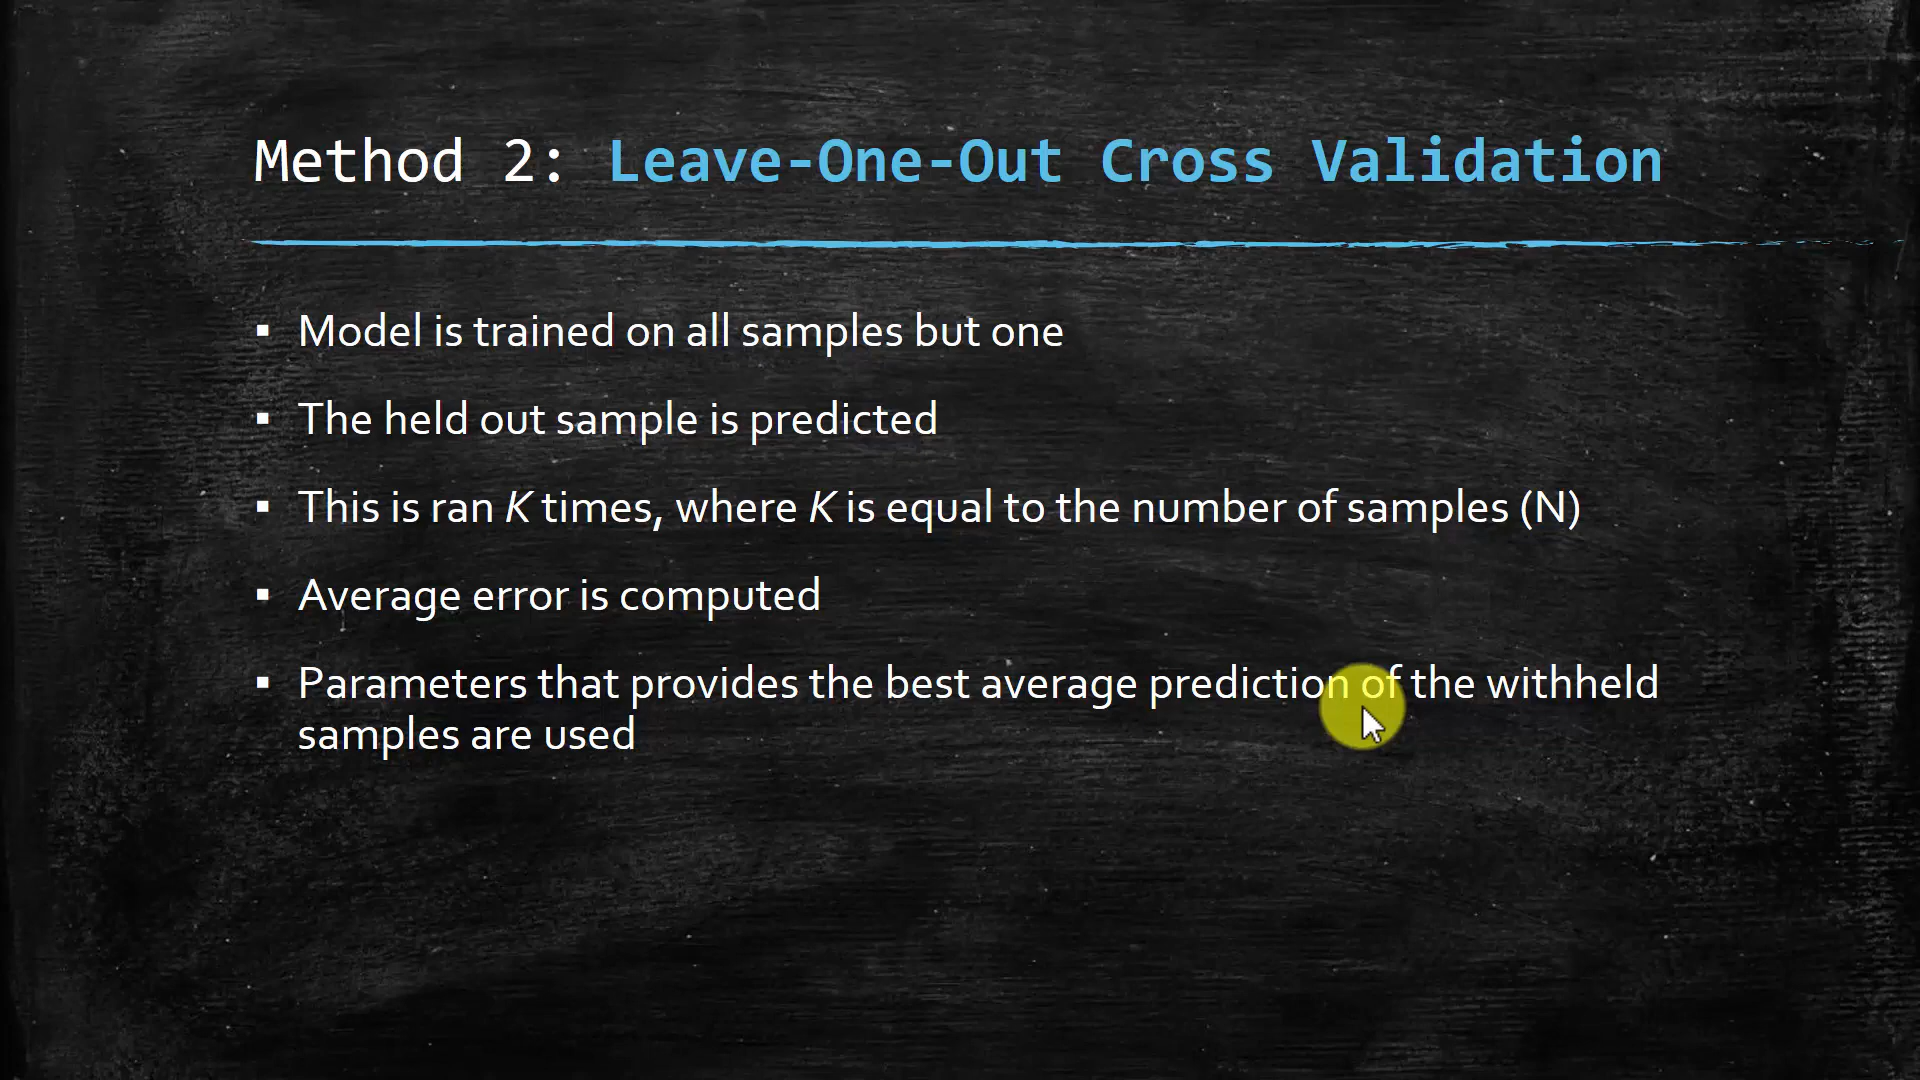 Method 2: Leave-One-Out Cross Validation
▪ Model is trained on all samples but one
▪ The held out sample is predicted
▪ This is ran K times, where K is equal to the number of samples (N)
▪ Average error is computed
▪ Parameters that provides the best average prediction of the withheld
samples are used